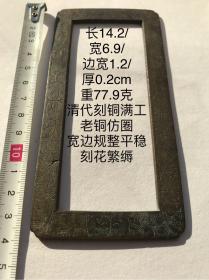 长14.2/
宽6.9/
边宽1.2/
厚0.2cm
重77.9克
清代刻铜满工
老铜仿圈
宽边规整平稳
刻花繁缛
10